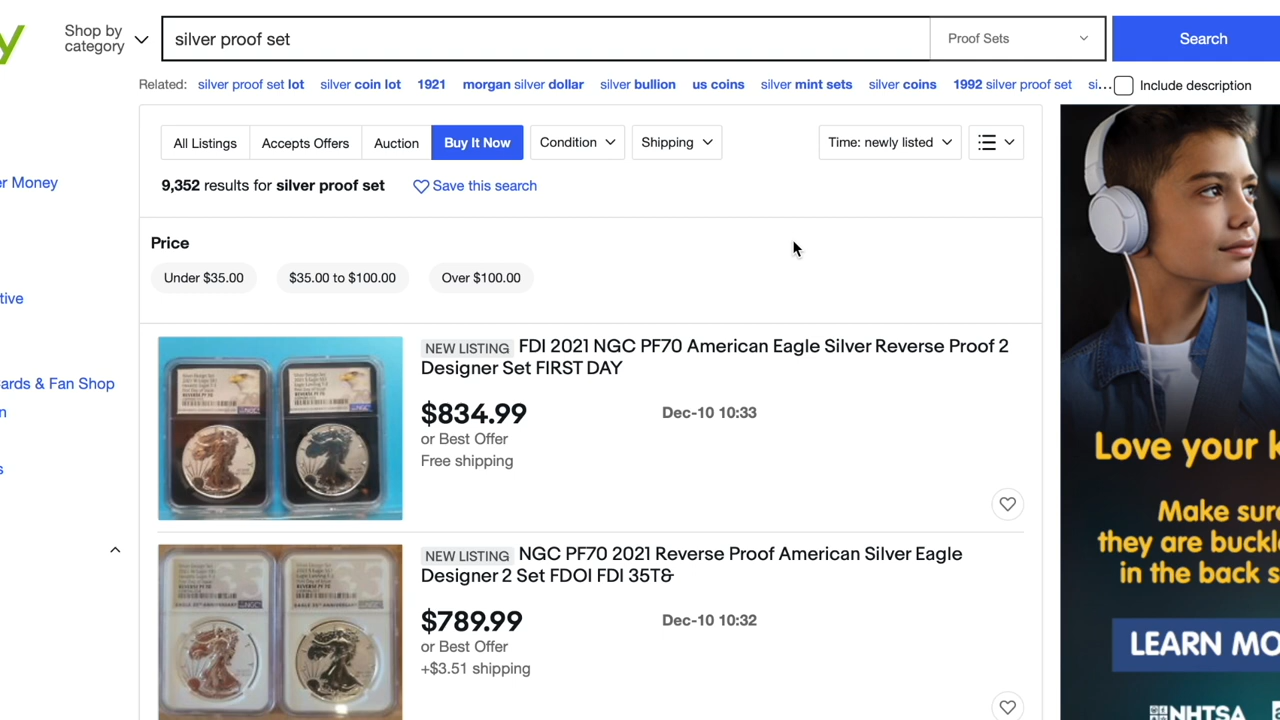 y
Shop by
category
silver proof set
Proof Sets
Search
Related: silver proof set lot silver coin lot 1921 morgan silver dollar silver bullion us coins silver mint sets silver coins 1992 silver proof set si... Include description
All Listings Accepts Offers Auction Buy It Now Condition Shipping Time: newly listed
er Money
9,352 results for silver proof set Save this search
Price
Under $35.00 $35.00 to $100.00 Over $100.00
tive
NEW LISTING FDI 2021 NGC PF70 American Eagle Silver Reverse Proof 2
Designer Set FIRST DAY
ards & Fan Shop
n
$834.99 Dec-10 10:33
or Best Offer
Free shipping
s
NEW LISTING NGC PF70 2021 Reverse Proof American Silver Eagle
Designer 2 Set FDOI FDI 35T&
$789.99 Dec-10 10:32
or Best Offer
+$3.51 shipping
Love your k
Make sure
they are buckle
in the back s
LEARN MO
NHTSA